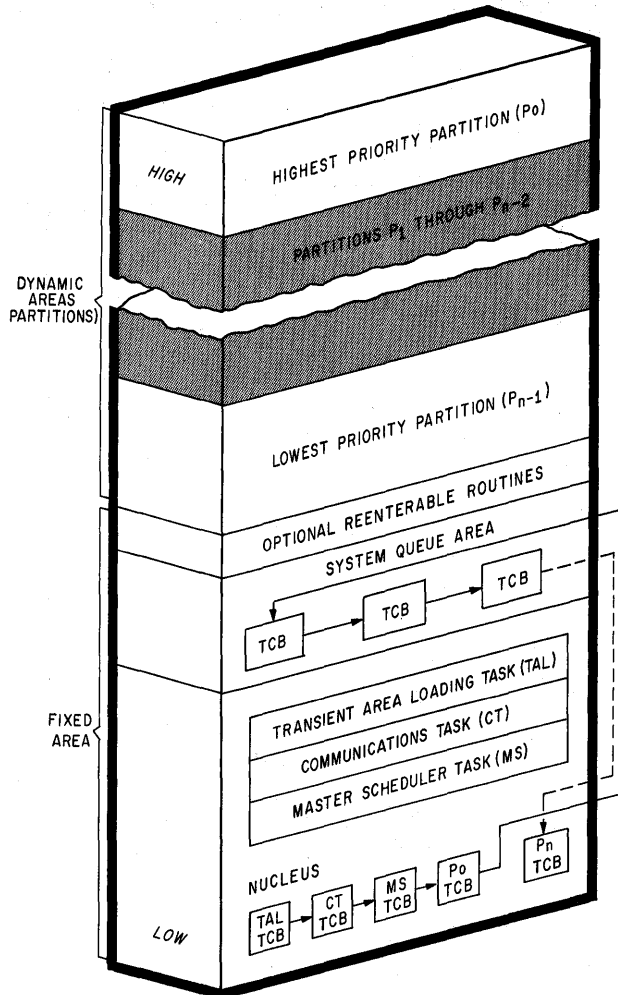 HIGH
HIGHEST PRIORITY PARTITION (Po)
PARTITIONS P1 THROUGH Pn-2
DYNAMIC
AREAS
PARTITIONS)
LOWEST PRIORITY PARTITION (Pn-1)
OPTIONAL REENTERABLE ROUTINES
SYSTEM QUEUE AREA
TCB
TCB
TCB
FIXED
AREA
TRANSIENT AREA LOADING TASK (TAL)
COMMUNICATIONS TASK (CT)
MASTER SCHEDULER TASK (MS)
NUCLEUS
TAL
TCB
CT
TCB
MS
TCB
Po
TCB
Pn
TCB
LOW